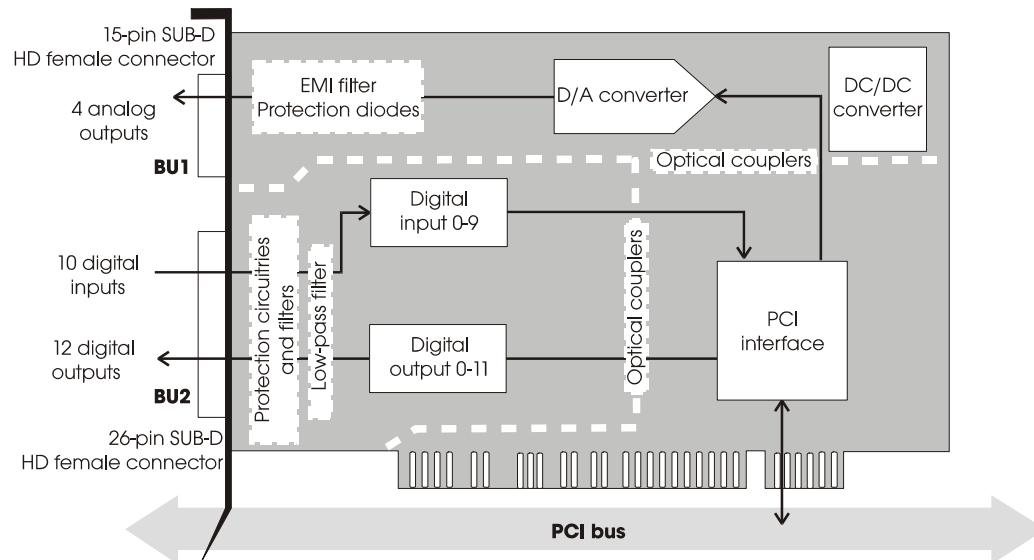 15-pin SUB-D
HD female connector
4 analog
outputs
BU1
EMI filter
Protection diodes
D/A converter
DC/DC
converter
Optical couplers
Digital
input 0-9
10 digital
inputs
Protection circuitries
and filters
Low-pass filter
Optical couplers
PCI
interface
12 digital
outputs
BU2
Digital
output 0-11
26-pin SUB-D
HD female connector
PCI bus